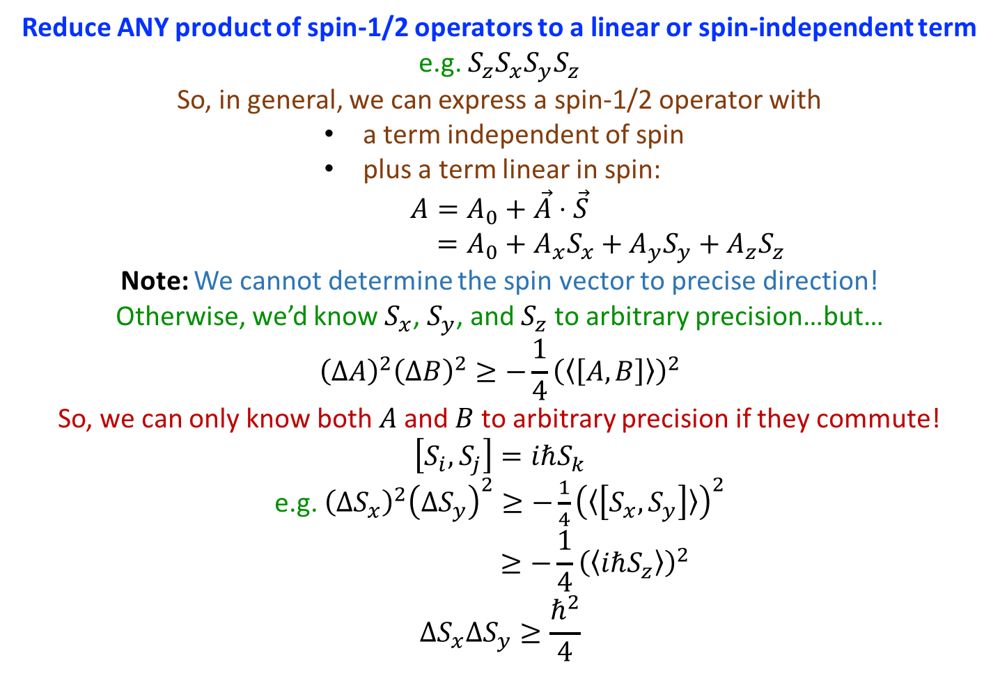 Reduce ANY product of spin-1/2 operators to a linear or spin-independent term
e.g. $S_z S_x S_y S_z$
So, in general, we can express a spin-1/2 operator with
• a term independent of spin
• plus a term linear in spin:
$A = A_0 + \vec{A} \cdot \vec{S}$
$= A_0 + A_x S_x + A_y S_y + A_z S_z$
Note: We cannot determine the spin vector to precise direction!
Otherwise, we’d know $S_x$, $S_y$, and $S_z$ to arbitrary precision…but…
$(\Delta A)^2 (\Delta B)^2 \geq -\frac{1}{4} (\langle [A, B] \rangle)^2$
So, we can only know both $A$ and $B$ to arbitrary precision if they commute!
$[S_i, S_j] = i\hbar S_k$
e.g. $(\Delta S_x)^2 (\Delta S_y)^2 \geq -\frac{1}{4} (\langle [S_x, S_y] \rangle)^2$
$\geq -\frac{1}{4} (\langle i\hbar S_z \rangle)^2$
$\Delta S_x \Delta S_y \geq \frac{\hbar^2}{4}$